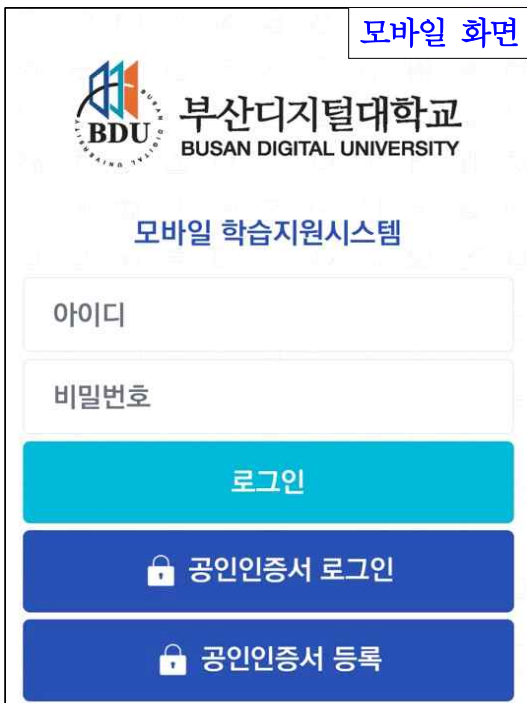 모바일 화면
BDU
BUSAN DIGITAL UNIVERSITY
부산디지털대학교
BUSAN DIGITAL UNIVERSITY
모바일 학습지원시스템
아이디
비밀번호
로그인
공인인증서 로그인
공인인증서 등록